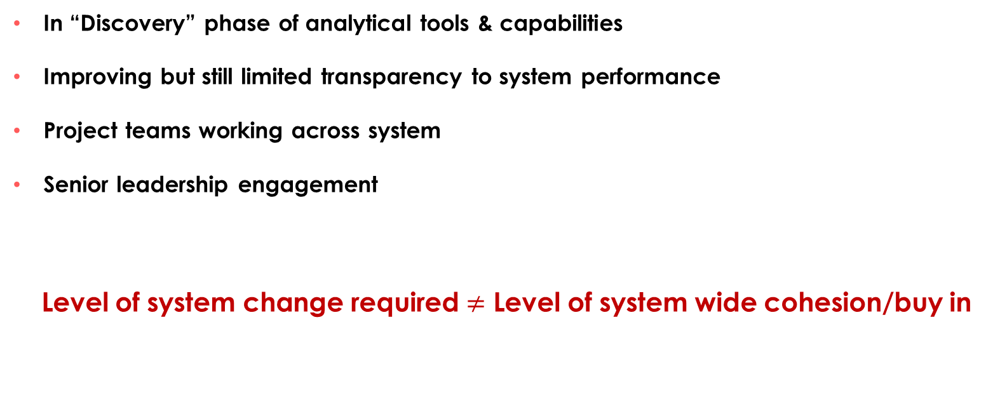 • In “Discovery” phase of analytical tools & capabilities
• Improving but still limited transparency to system performance
• Project teams working across system
• Senior leadership engagement
Level of system change required ≠ Level of system wide cohesion/buy in